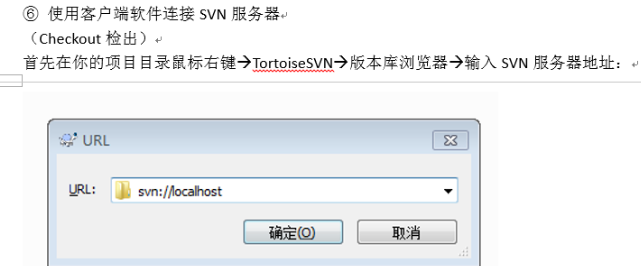 ⑥ 使用客户端软件连接 SVN 服务器
（Checkout 检出）
首先在你的项目目录鼠标右键→TortoiseSVN→版本库浏览器→输入 SVN 服务器地址：
URL
URL: svn://localhost
确定(O) 取消